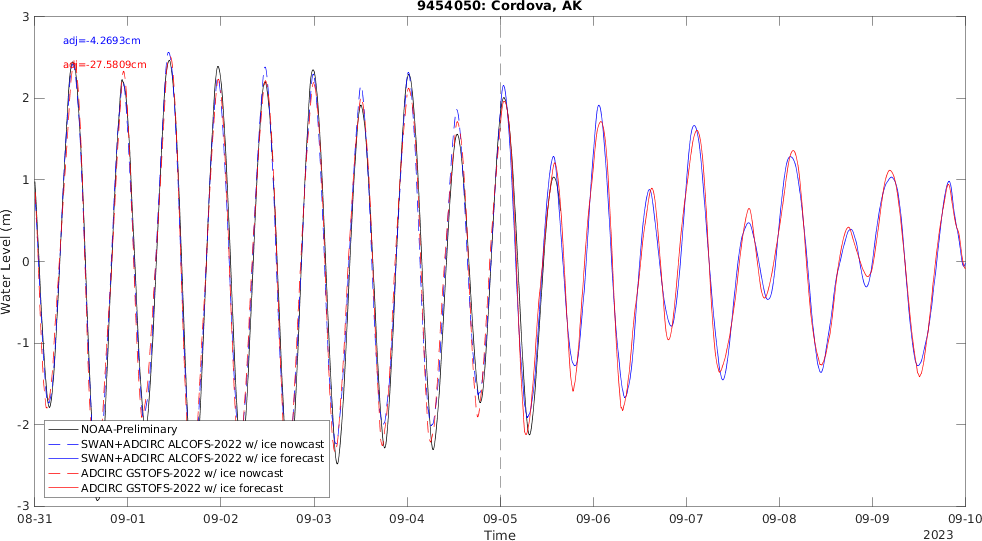 9454050: Cordova, AK
adj=-4.2693cm
adj=-27.5809cm
3
2
1
0
-1
-2
-3
Water Level (m)
NOAA-Preliminary
SWAN+ADCIRC ALCOFS-2022 w/ ice nowcast
SWAN+ADCIRC ALCOFS-2022 w/ ice forecast
ADCIRC GSTOFS-2022 w/ ice nowcast
ADCIRC GSTOFS-2022 w/ ice forecast
08-31 09-01 09-02 09-03 09-04 09-05 09-06 09-07 09-08 09-09 09-10
Time
2023